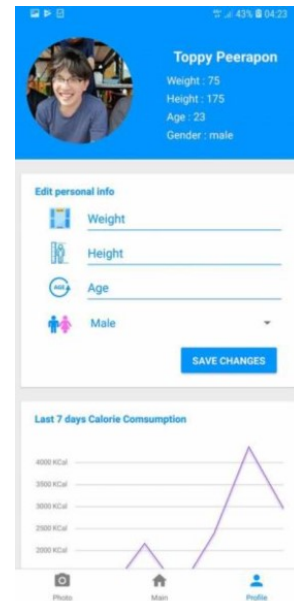 43% 04:23
Toppy Peerapon
Weight : 75
Height : 175
Age : 23
Gender : male
Edit personal info
Weight
Height
AGE
Age
Male
SAVE CHANGES
Last 7 days Calorie Comsumption
4000 KCal
3500 KCal
3000 KCal
2500 KCal
2000 KCal
Photo
Main
Profile